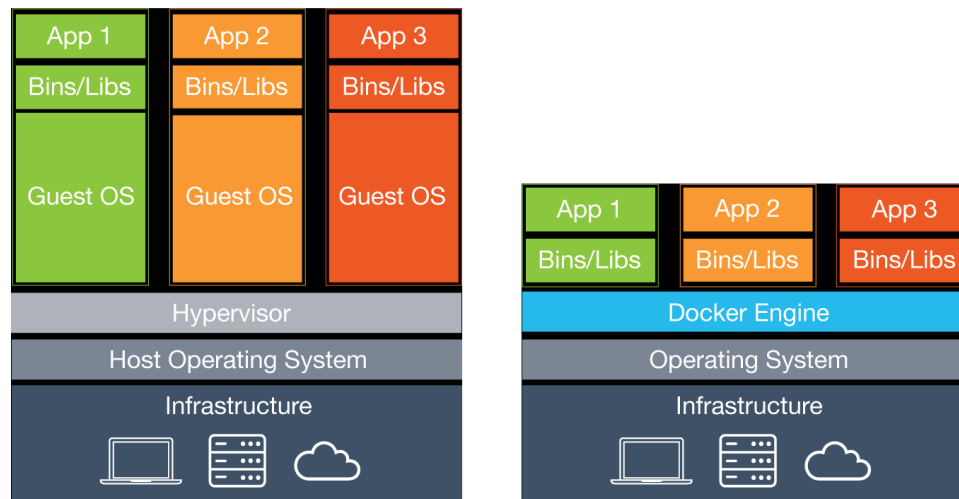 App 1
App 2
App 3
Bins/Libs
Bins/Libs
Bins/Libs
Guest OS
Guest OS
Guest OS
Hypervisor
Host Operating System
Infrastructure
App 1
App 2
App 3
Bins/Libs
Bins/Libs
Bins/Libs
Docker Engine
Operating System
Infrastructure